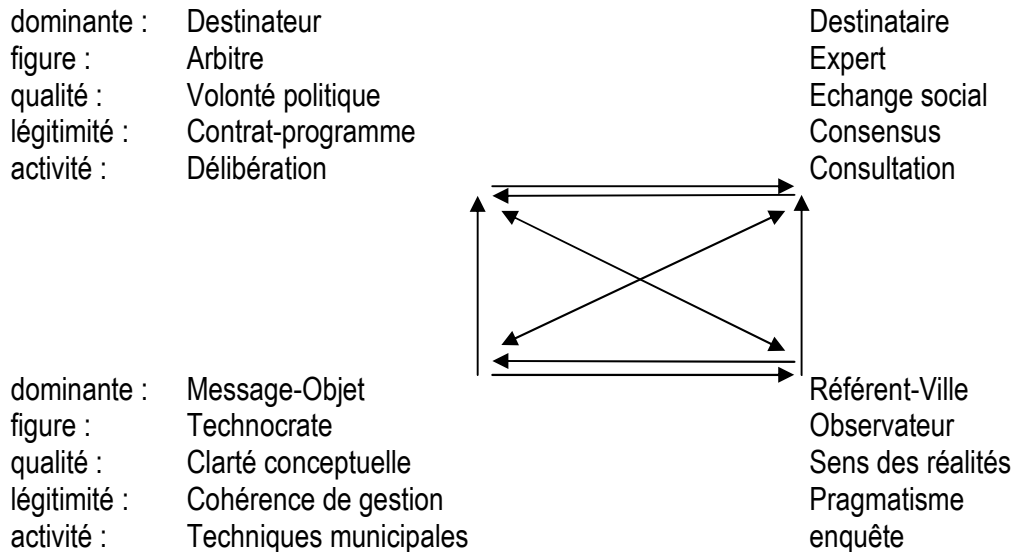 dominante : Destinateur Destinataire
figure : Arbitre Expert
qualité : Volonté politique Echange social
légitimité : Contrat-programme Consensus
activité : Délibération Consultation
dominante : Message-Objet Référent-Ville
figure : Technocrate Observateur
qualité : Clarté conceptuelle Sens des réalités
légitimité : Cohérence de gestion Pragmatisme
activité : Techniques municipales enquête